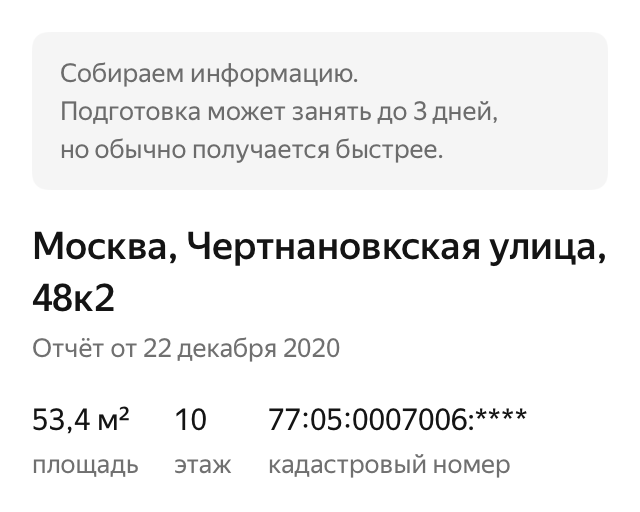 Собираем информацию.
Подготовка может занять до 3 дней,
но обычно получается быстрее.
Москва, Чертнановкская улица,
48к2
Отчёт от 22 декабря 2020
53,4 м² 10 77:05:0007006:****
площадь этаж кадастровый номер